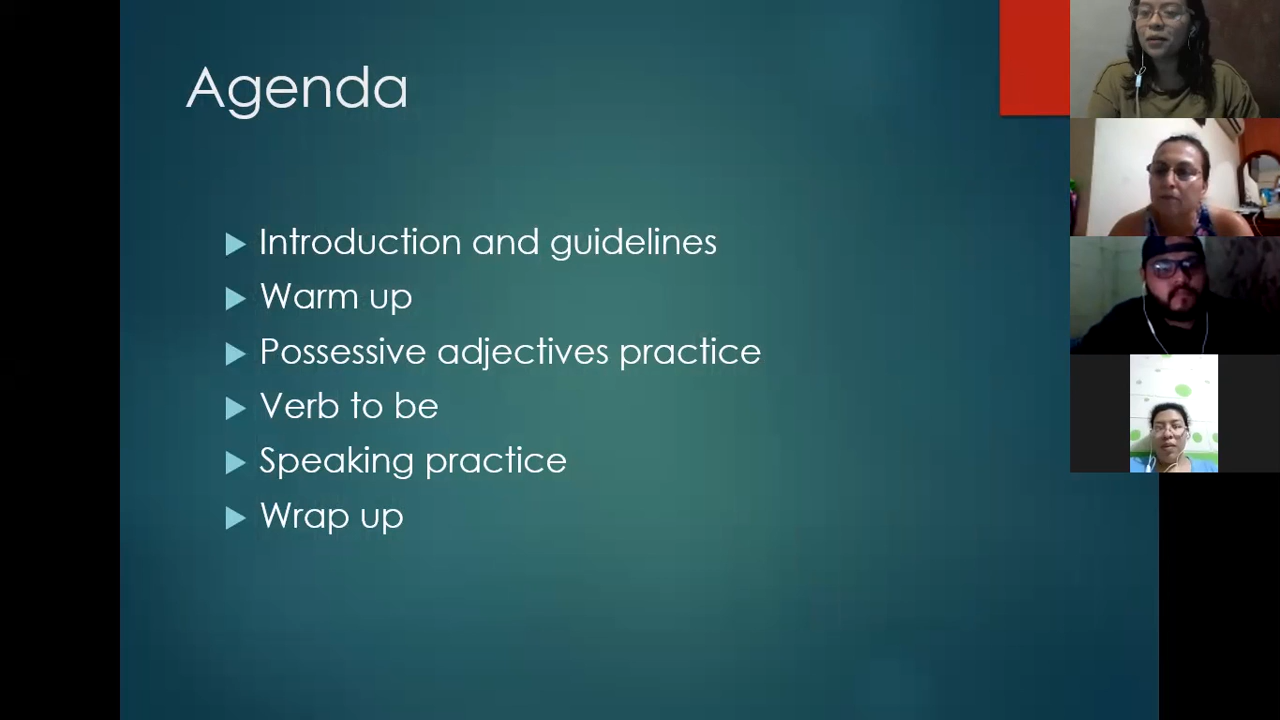 Agenda
Introduction and guidelines
Warm up
Possessive adjectives practice
Verb to be
Speaking practice
Wrap up